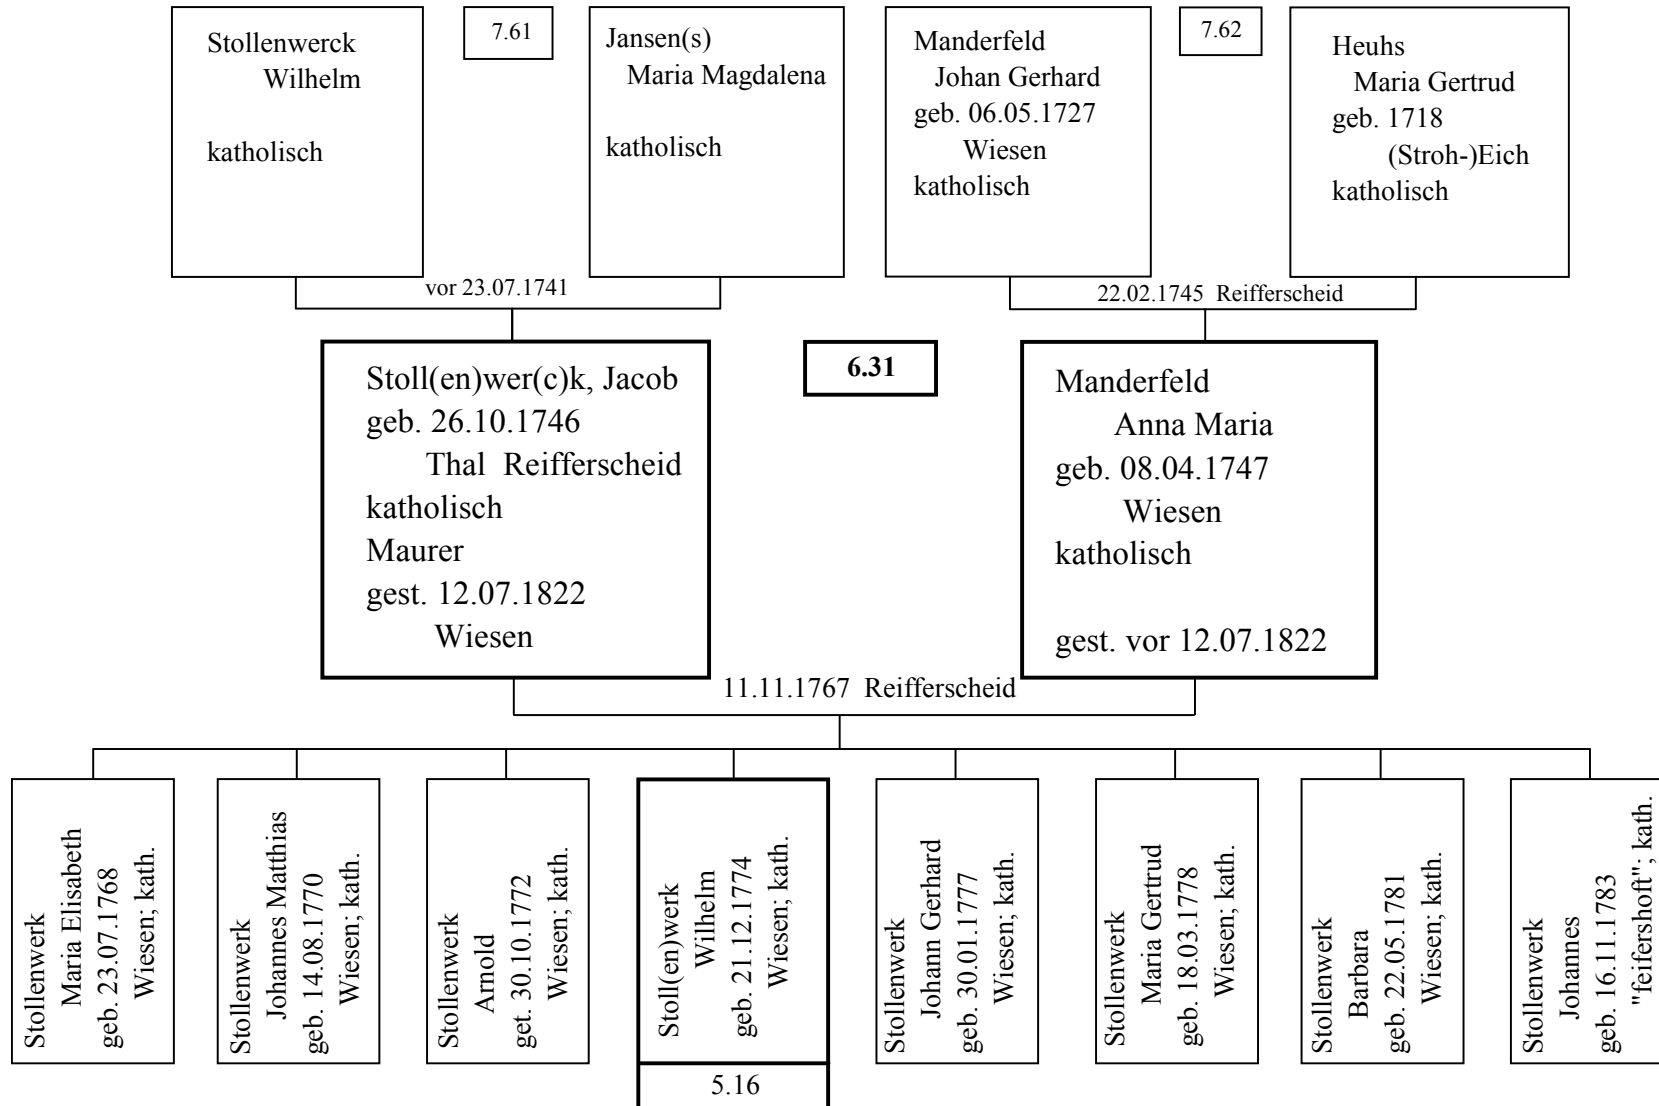 Stollenwerck
Wilhelm
katholisch
7.61
Jansen(s)
Maria Magdalena
katholisch
Manderfeld
Johan Gerhard
geb. 06.05.1727
Wiesen
katholisch
7.62
Heuhs
Maria Gertrud
geb. 1718
(Stroh-)Eich
katholisch
vor 23.07.1741
22.02.1745 Reifferscheid
Stoll(en)wer(c)k, Jacob
geb. 26.10.1746
Thal Reifferscheid
katholisch
Maurer
gest. 12.07.1822
Wiesen
6.31
Manderfeld
Anna Maria
geb. 08.04.1747
Wiesen
katholisch
gest. vor 12.07.1822
11.11.1767 Reifferscheid
Stollenwerk
Maria Elisabeth
geb. 23.07.1768
Wiesen; kath.
Stollenwerk
Johannes Matthias
geb. 14.08.1770
Wiesen; kath.
Stollenwerk
Arnold
get. 30.10.1772
Wiesen; kath.
Stoll(en)werk
Wilhelm
geb. 21.12.1774
Wiesen; kath.
5.16
Stollenwerk
Johann Gerhard
geb. 30.01.1777
Wiesen; kath.
Stollenwerk
Maria Gertrud
geb. 18.03.1778
Wiesen; kath.
Stollenwerk
Barbara
geb. 22.05.1781
Wiesen; kath.
Stollenwerk
Johannes
geb. 16.11.1783
"feifershoft"; kath.